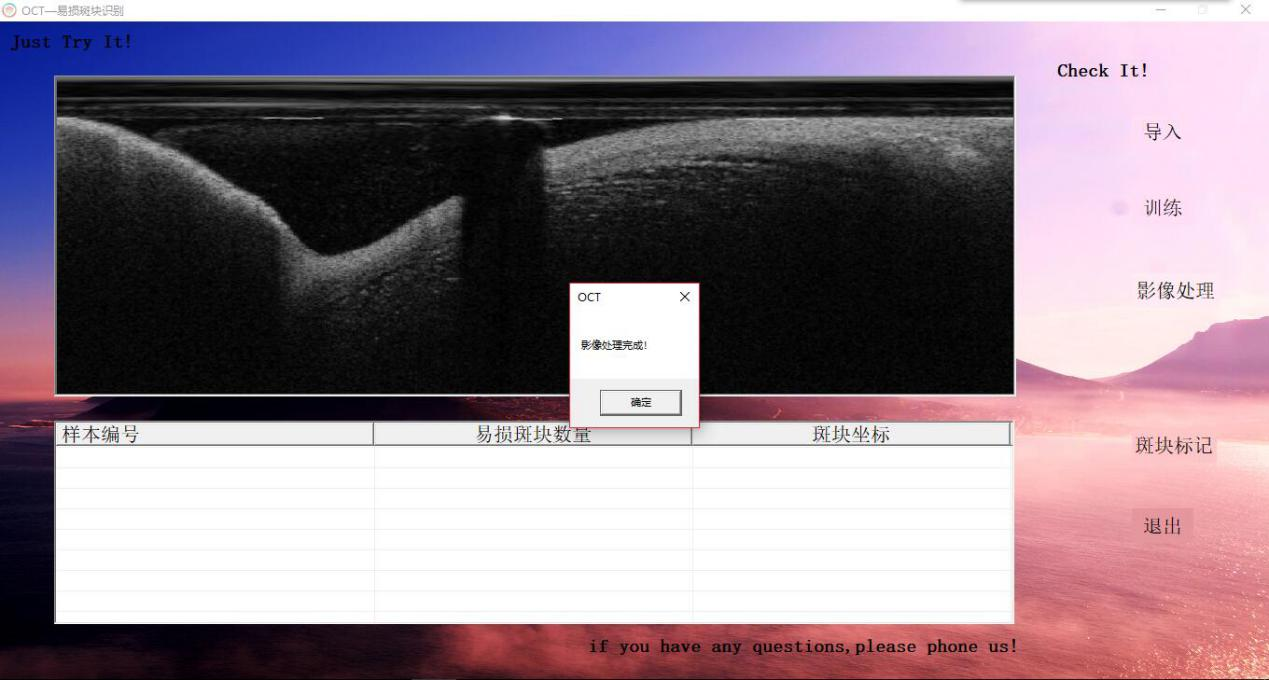 OCT—易损斑块识别
Just Try It!
Check It!
导入
训练
影像处理
OCT
影像处理完成!
确定
样本编号
易损斑块数量
斑块坐标
斑块标记
退出
if you have any questions,please phone us!